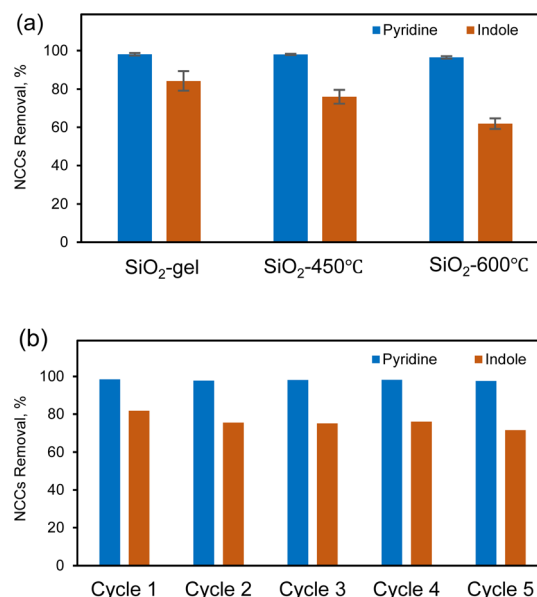 (a)
Pyridine Indole
NCCs Removal, %
100
80
60
40
20
0
SiO₂-gel SiO₂-450℃ SiO₂-600℃
(b)
Pyridine Indole
NCCs Removal, %
100
80
60
40
20
0
Cycle 1 Cycle 2 Cycle 3 Cycle 4 Cycle 5